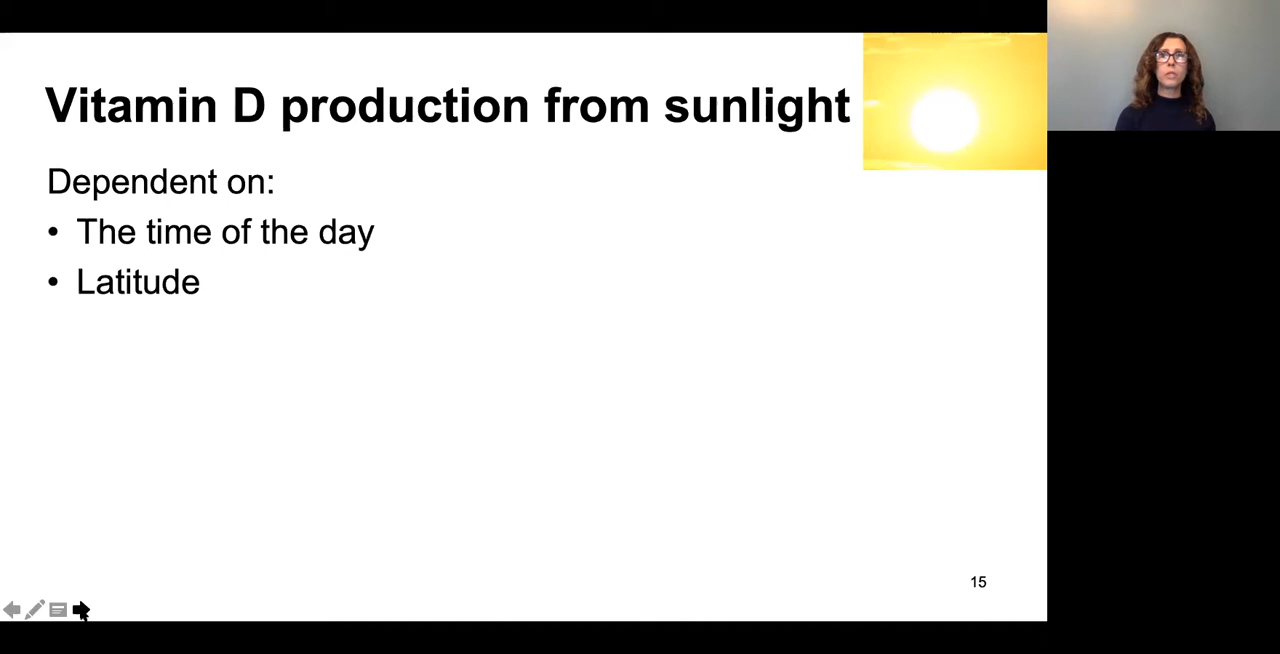 Vitamin D production from sunlight
Dependent on:
• The time of the day
• Latitude
15